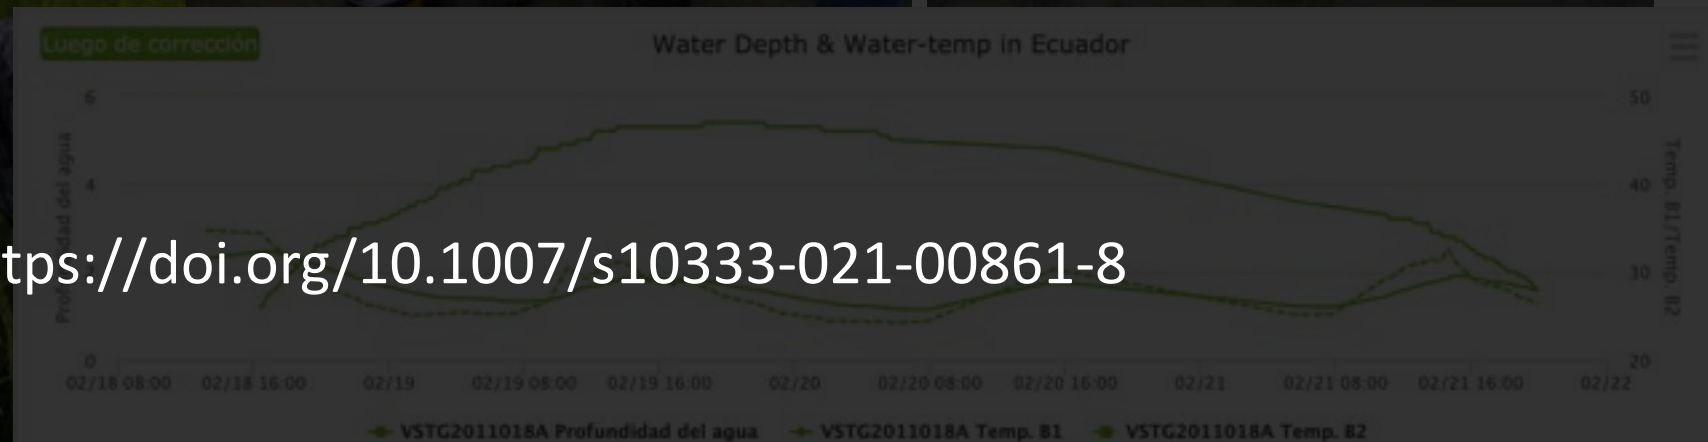 Luego de corrección
Water Depth & Water-temp in Ecuador
6
50
Profundidad del agua
4
40
Temp. B1/Temp. B2
tps://doi.org/10.1007/s10333-021-00861-8
30
0
20
02/18 08:00 02/18 16:00 02/19 02/19 08:00 02/19 16:00 02/20 02/20 08:00 02/20 16:00 02/21 02/21 08:00 02/21 16:00 02/22
VSTG2011018A Profundidad del agua VSTG2011018A Temp. B1 VSTG2011018A Temp. B2